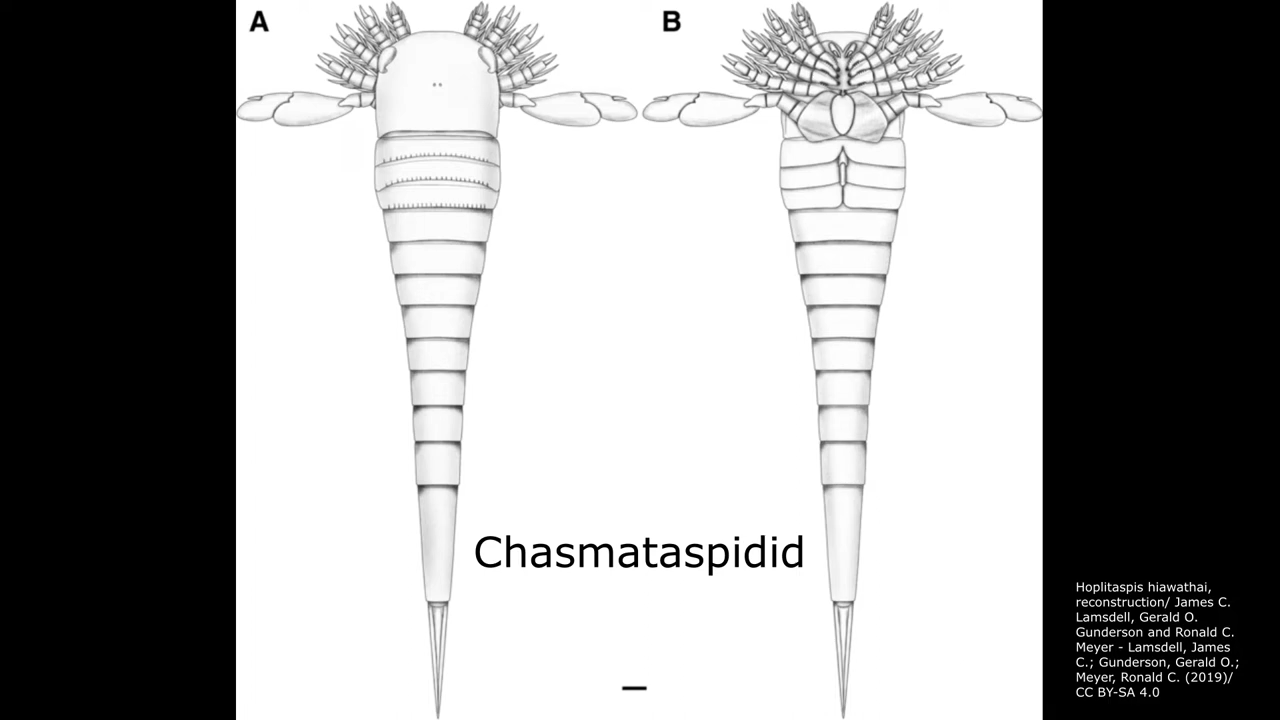 A
B
Chasmataspidid
Hoplitaspis hiawathai,
reconstruction/ James C.
Lamsdell, Gerald O.
Gunderson and Ronald C.
Meyer - Lamsdell, James
C.; Gunderson, Gerald O.;
Meyer, Ronald C. (2019)/
CC BY-SA 4.0